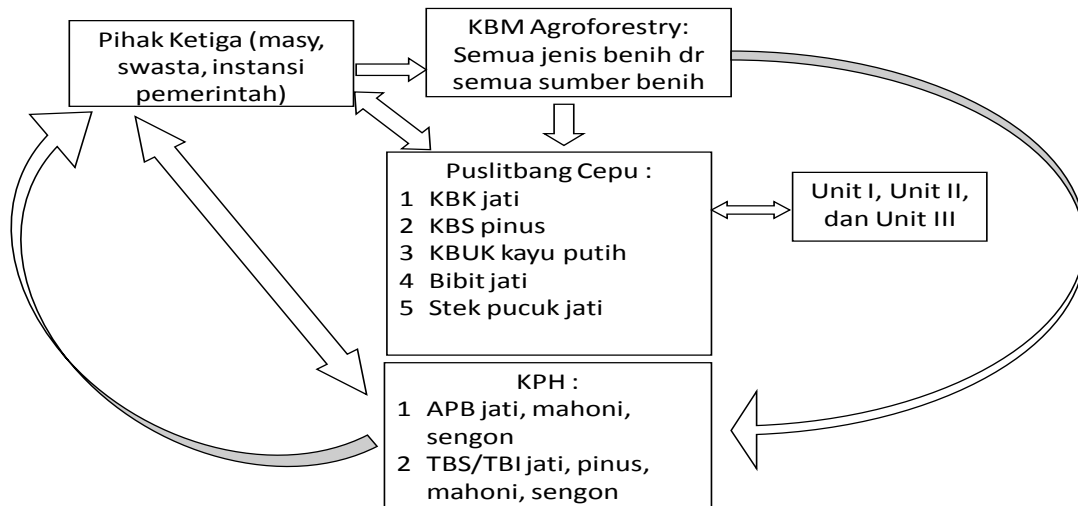 Pihak Ketiga (masy,
swasta, instansi
pemerintah)
KBM Agroforestry:
Semua jenis benih dr
semua sumber benih
Puslitbang Cepu :
1 KBK jati
2 KBS pinus
3 KBUK kayu putih
4 Bibit jati
5 Stek pucuk jati
Unit I, Unit II,
dan Unit III
KPH :
1 APB jati, mahoni,
sengon
2 TBS/TBI jati, pinus,
mahoni, sengon